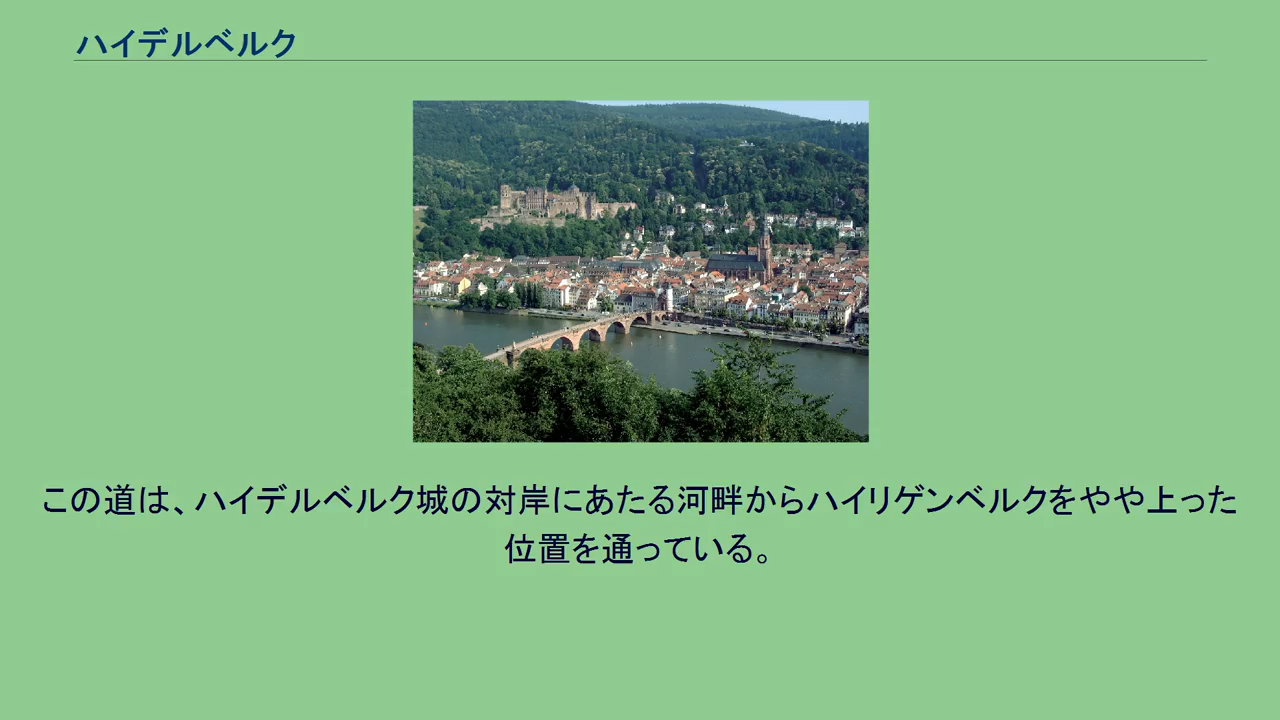 ハイデルベルク
この道は、ハイデルベルク城の対岸にあたる河畔からハイリゲンベルクをやや上った
位置を通っている。